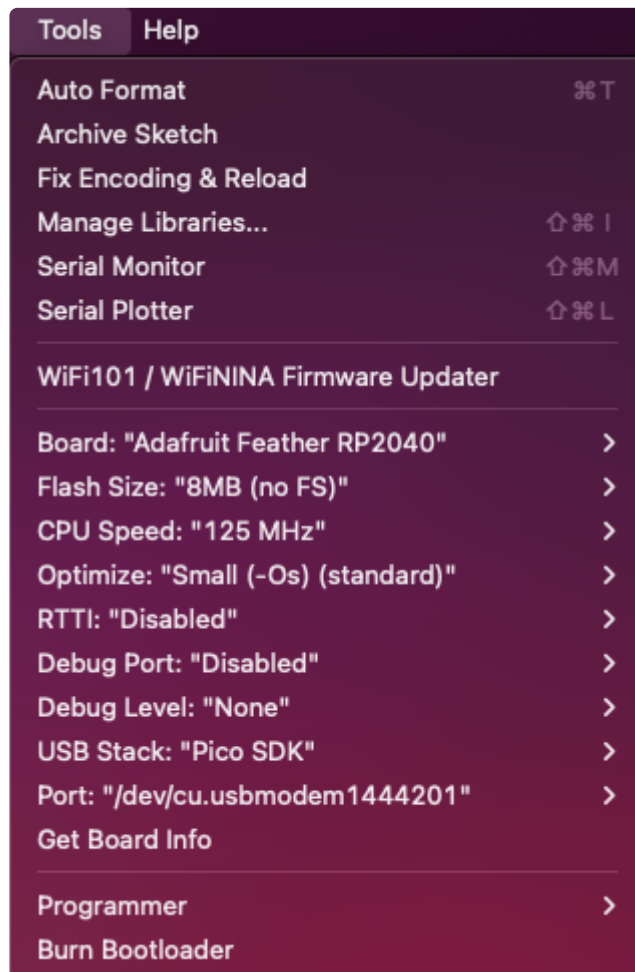 Tools Help
Auto Format ⌘T
Archive Sketch
Fix Encoding & Reload
Manage Libraries... ⇧⌘I
Serial Monitor ⇧⌘M
Serial Plotter ⇧⌘L
WiFi101 / WiFiNINA Firmware Updater
Board: "Adafruit Feather RP2040"
Flash Size: "8MB (no FS)"
CPU Speed: "125 MHz"
Optimize: "Small (-Os) (standard)"
RTTI: "Disabled"
Debug Port: "Disabled"
Debug Level: "None"
USB Stack: "Pico SDK"
Port: "/dev/cu.usbmodem1444201"
Get Board Info
Programmer
Burn Bootloader